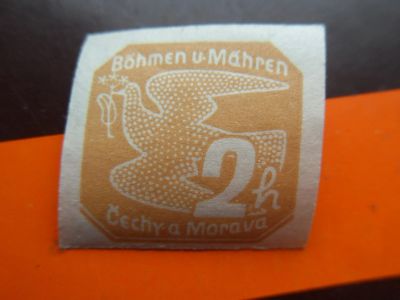 Böhmen u. Mähren
2h
Čechy a Morava